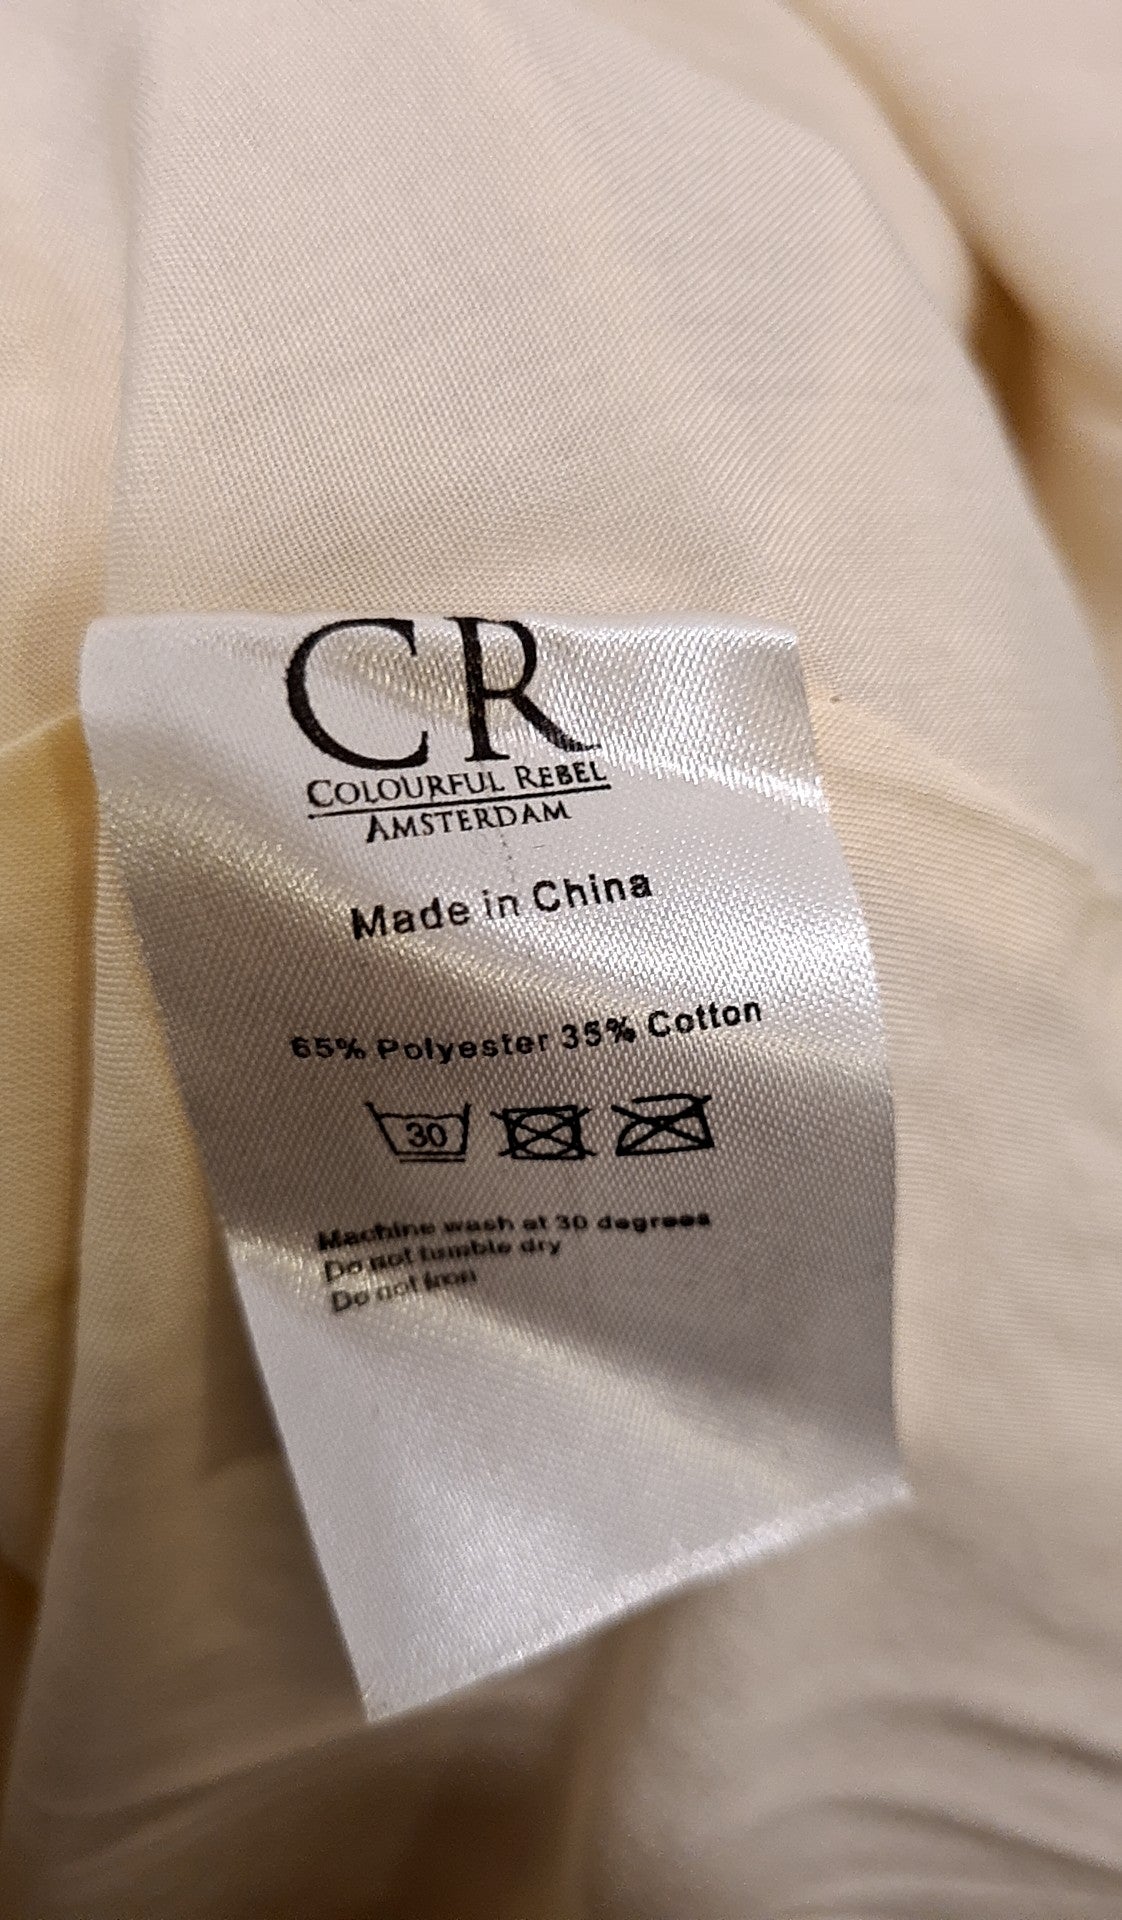 CR
COLOURFUL REBEL
AMSTERDAM
Made in China
65% Polyester 35% Cotton
30
Machine wash at 30 degrees
Do not tumble dry
Do not iron